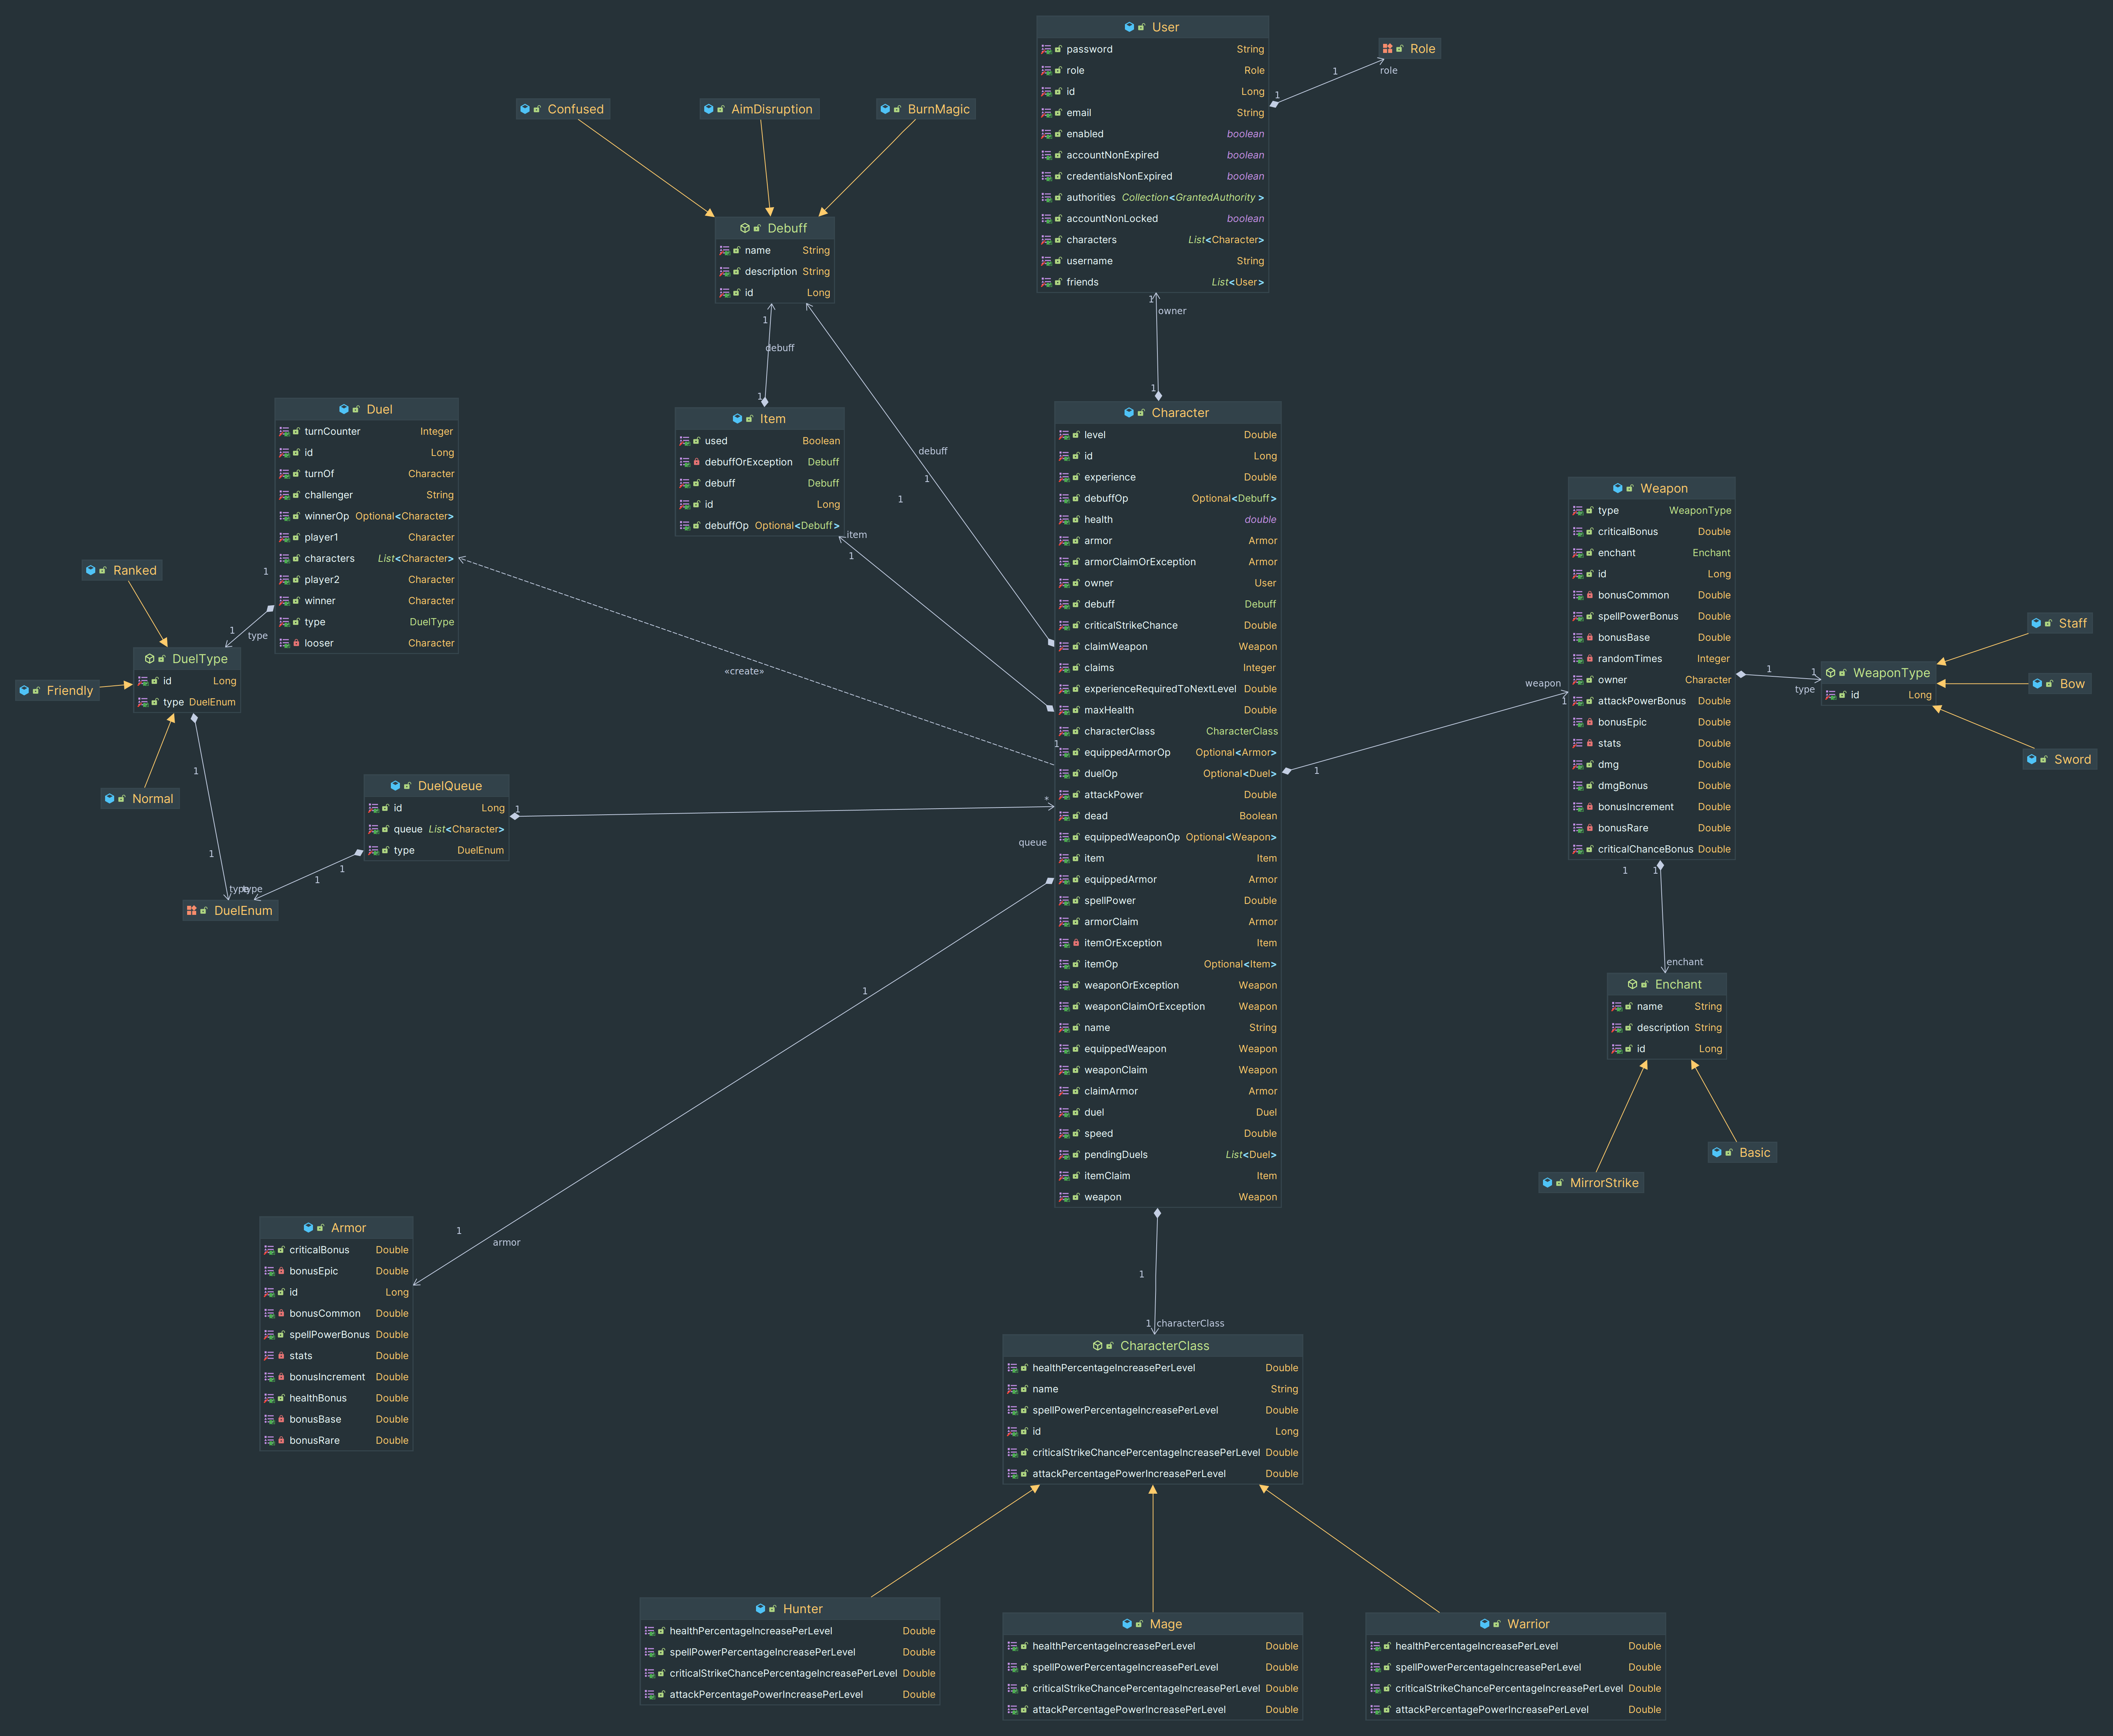 User
password String
role Role
id Long
email String
enabled boolean
accountNonExpired boolean
credentialsNonExpired boolean
authorities Collection<GrantedAuthority >
accountNonLocked boolean
characters List<Character>
username String
friends List<User>
Role
1
1
role
Confused
AimDisruption
BurnMagic
Debuff
name String
description String
id Long
1
debuff
1
1
owner
1
debuff
1
1
Duel
turnCounter Integer
id Long
turnOf Character
challenger String
winnerOp Optional<Character>
player1 Character
characters List<Character>
player2 Character
winner Character
type DuelType
looser Character
Item
used Boolean
debuffOrException Debuff
debuff Debuff
id Long
debuffOp Optional<Debuff>
item
1
1
Character
level Double
id Long
experience Double
debuffOp Optional<Debuff>
health double
armor Armor
armorClaimOrException Armor
owner User
debuff Debuff
criticalStrikeChance Double
claimWeapon Weapon
claims Integer
experienceRequiredToNextLevel Double
maxHealth Double
characterClass CharacterClass
equippedArmorOp Optional<Armor>
duelOp Optional<Duel>
attackPower Double
dead Boolean
equippedWeaponOp Optional<Weapon>
item Item
equippedArmor Armor
spellPower Double
armorClaim Armor
itemOrException Item
itemOp Optional<Item>
weaponOrException Weapon
weaponClaimOrException Weapon
name String
equippedWeapon Weapon
weaponClaim Weapon
claimArmor Armor
duel Duel
speed Double
pendingDuels List<Duel>
itemClaim Item
weapon Weapon
Weapon
type WeaponType
criticalBonus Double
enchant Enchant
id Long
bonusCommon Double
spellPowerBonus Double
bonusBase Double
randomTimes Integer
owner Character
attackPowerBonus Double
bonusEpic Double
stats Double
dmg Double
dmgBonus Double
bonusIncrement Double
bonusRare Double
criticalChanceBonus Double
weapon
1
1
1
1
type
WeaponType
id Long
Staff
Bow
Sword
Ranked
Friendly
Normal
1
1
type
DuelType
id Long
type DuelEnum
«create»
DuelQueue
id Long
queue List<Character>
type DuelEnum
1
*
queue
1
1
1
1
type
type
DuelEnum
1
1
enchant
Enchant
name String
description String
id Long
MirrorStrike
Basic
1
1
armor
Armor
criticalBonus Double
bonusEpic Double
id Long
bonusCommon Double
spellPowerBonus Double
stats Double
bonusIncrement Double
healthBonus Double
bonusBase Double
bonusRare Double
1
1
characterClass
CharacterClass
healthPercentageIncreasePerLevel Double
name String
spellPowerPercentageIncreasePerLevel Double
id Long
criticalStrikeChancePercentageIncreasePerLevel Double
attackPercentagePowerIncreasePerLevel Double
Hunter
healthPercentageIncreasePerLevel Double
spellPowerPercentageIncreasePerLevel Double
criticalStrikeChancePercentageIncreasePerLevel Double
attackPercentagePowerIncreasePerLevel Double
Mage
healthPercentageIncreasePerLevel Double
spellPowerPercentageIncreasePerLevel Double
criticalStrikeChancePercentageIncreasePerLevel Double
attackPercentagePowerIncreasePerLevel Double
Warrior
healthPercentageIncreasePerLevel Double
spellPowerPercentageIncreasePerLevel Double
criticalStrikeChancePercentageIncreasePerLevel Double
attackPercentagePowerIncreasePerLevel Double